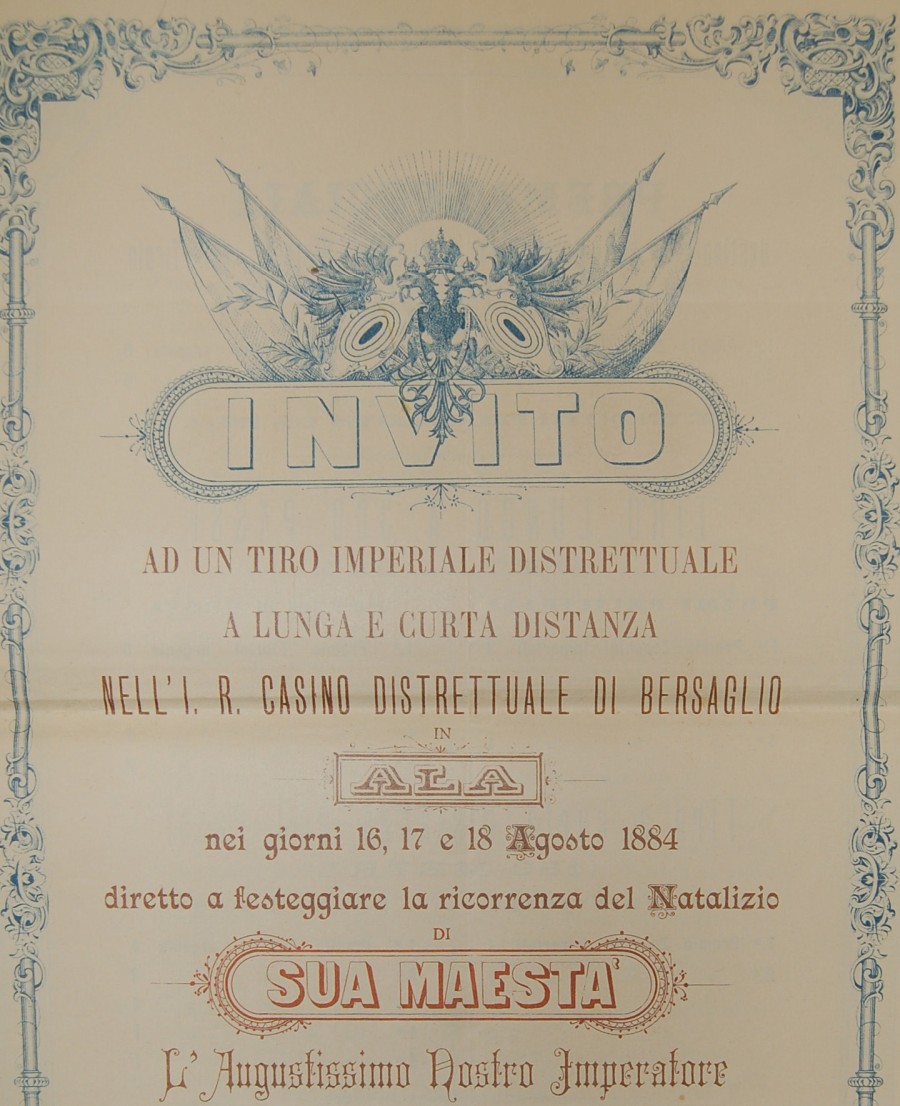 INVITO
AD UN TIRO IMPERIALE DISTRETTUALE
A LUNGA E CURTA DISTANZA
NELL' I. R. CASINO DISTRETTUALE DI BERSAGLIO
IN
ALA
nei giorni 16, 17 e 18 Agosto 1884
diretto a festeggiare la ricorrenza del Natalizio
DI
SUA MAESTA'
L' Augustissimo Nostro Imperatore